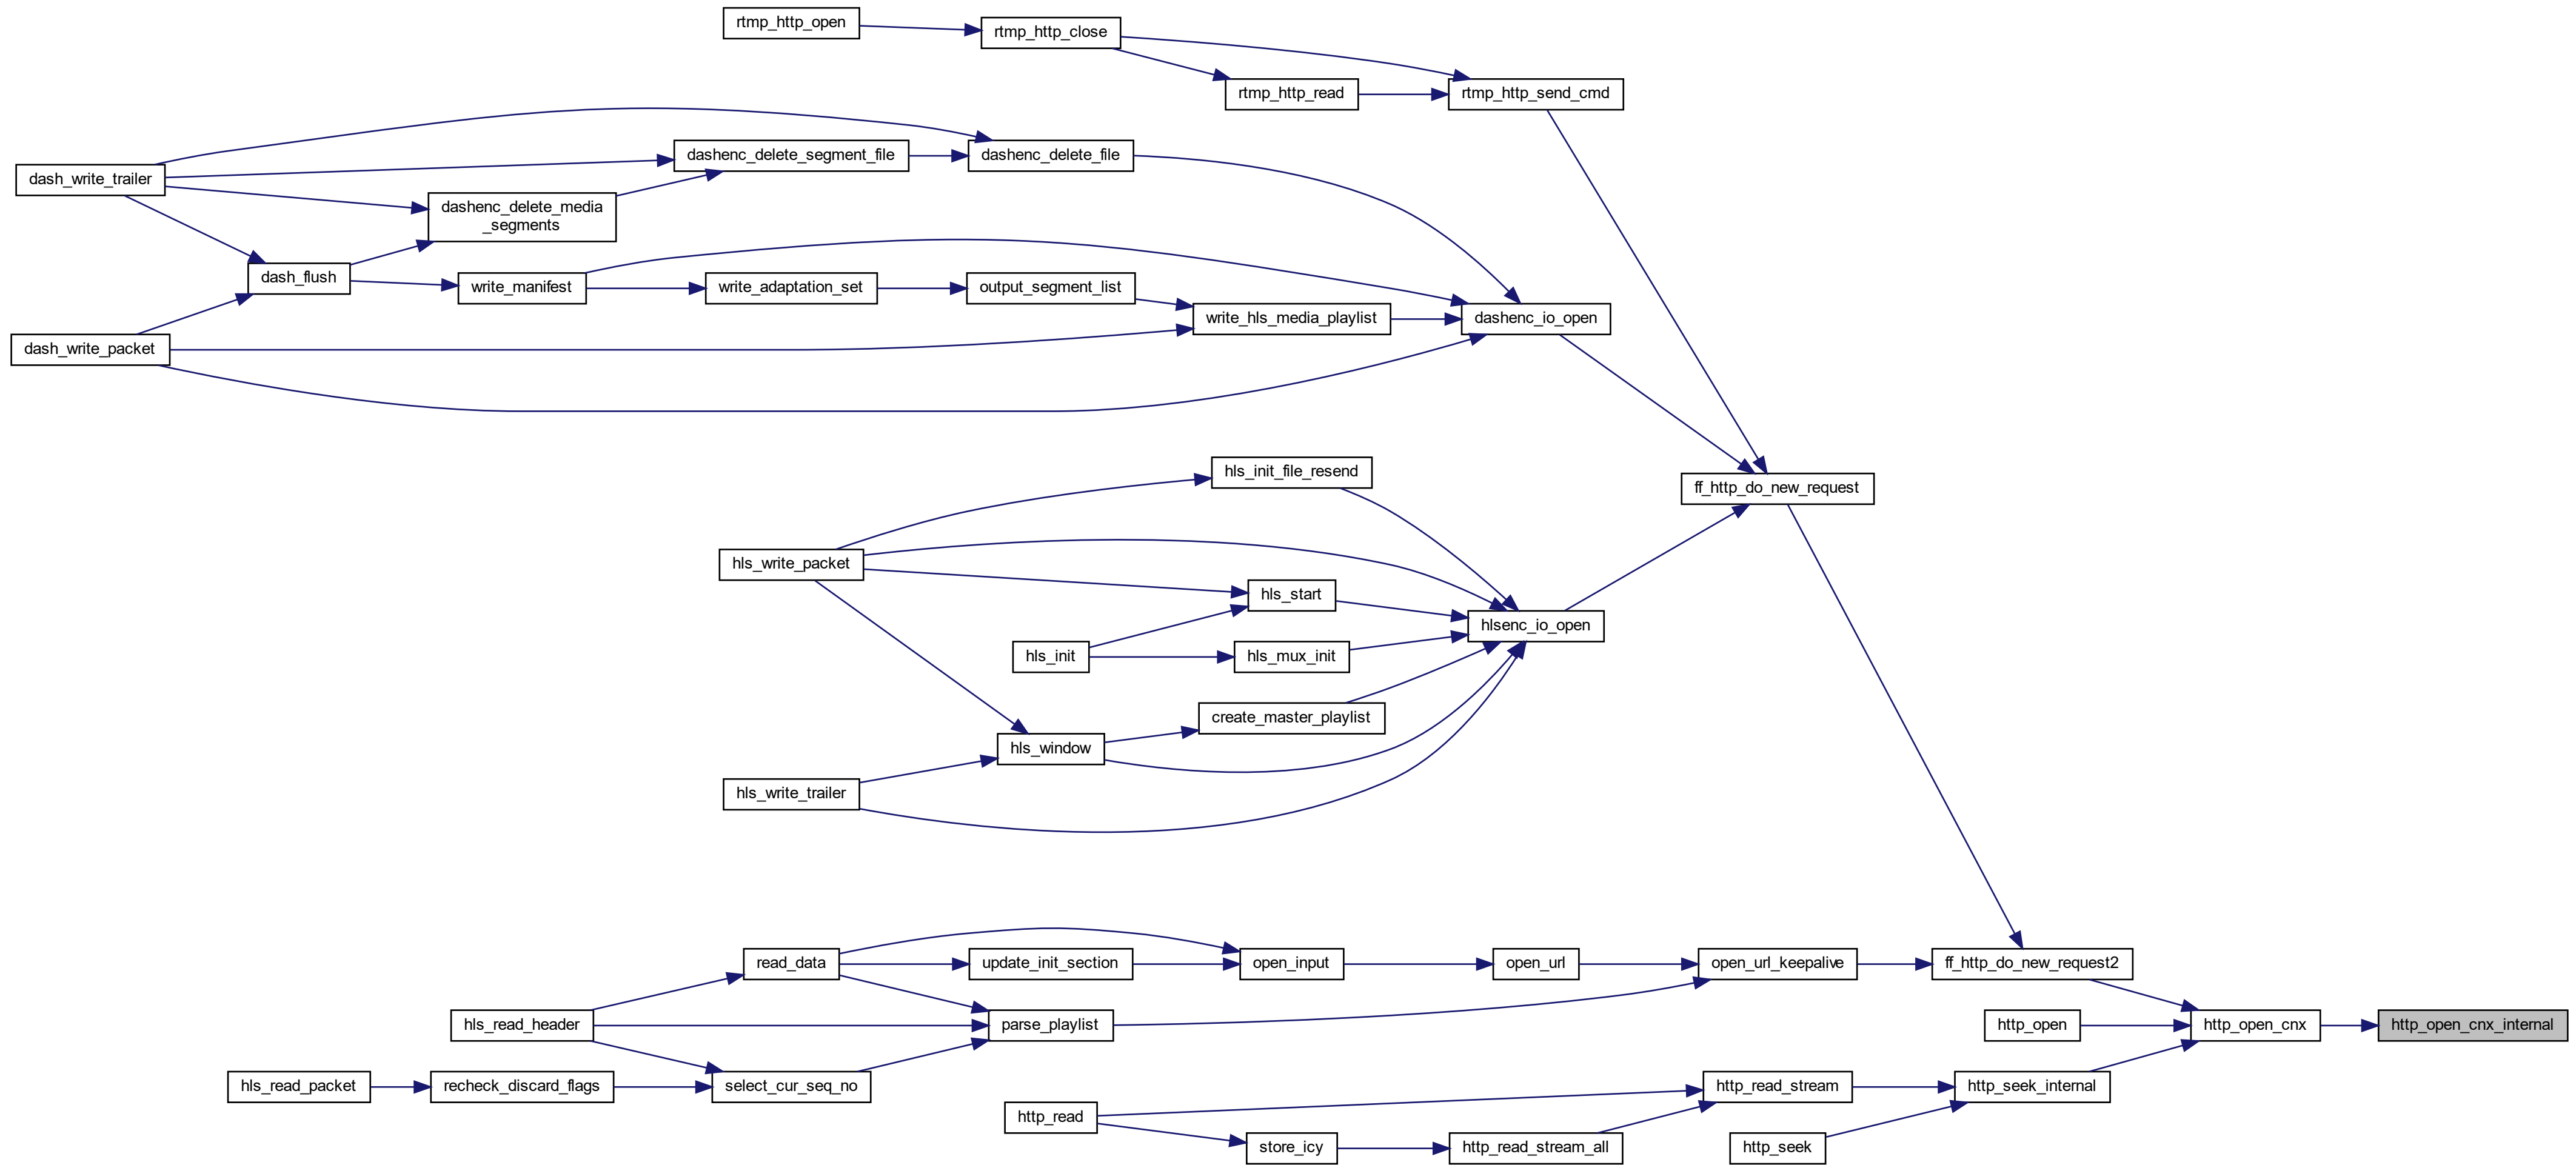 rtmp_http_open
rtmp_http_close
rtmp_http_read
rtmp_http_send_cmd
dash_write_trailer
dashenc_delete_segment_file
dashenc_delete_file
dashenc_delete_media
_segments
dash_flush
write_manifest
write_adaptation_set
output_segment_list
write_hls_media_playlist
dashenc_io_open
dash_write_packet
hls_init_file_resend
ff_http_do_new_request
hls_write_packet
hls_start
hlsenc_io_open
hls_init
hls_mux_init
create_master_playlist
hls_window
hls_write_trailer
read_data
update_init_section
open_input
open_url
open_url_keepalive
ff_http_do_new_request2
hls_read_header
parse_playlist
http_open
http_open_cnx
http_open_cnx_internal
hls_read_packet
recheck_discard_flags
select_cur_seq_no
http_read_stream
http_seek_internal
http_read
store_icy
http_read_stream_all
http_seek